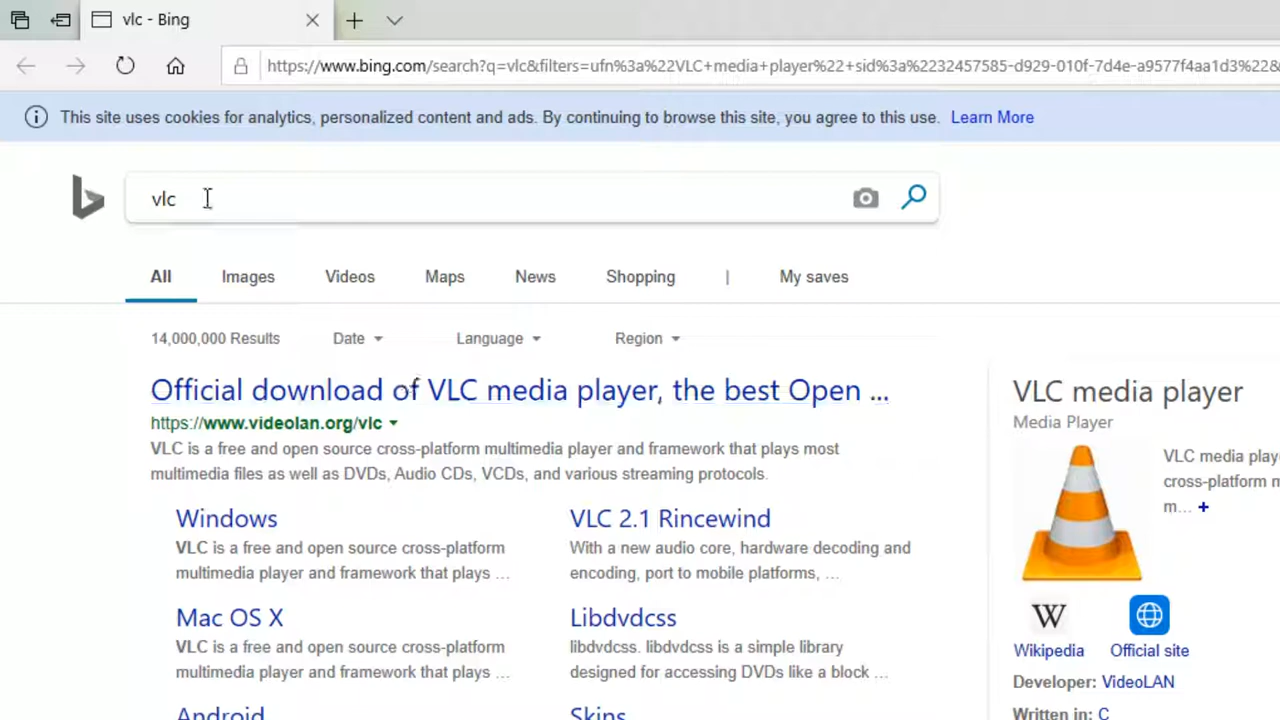 vlc - Bing
https://www.bing.com/search?q=vlc&filters=ufn%3a%22VLC+media+player%22+sid%3a%2232457585-d929-010f-7d4e-a9577f4aa1d3%22&
This site uses cookies for analytics, personalized content and ads. By continuing to browse this site, you agree to this use. Learn More
vlc
All Images Videos Maps News Shopping | My saves
14,000,000 Results Date Language Region
Official download of VLC media player, the best Open ...
https://www.videolan.org/vlc
VLC is a free and open source cross-platform multimedia player and framework that plays most
multimedia files as well as DVDs, Audio CDs, VCDs, and various streaming protocols.
Windows
VLC is a free and open source cross-platform
multimedia player and framework that plays ...
VLC 2.1 Rincewind
With a new audio core, hardware decoding and
encoding, port to mobile platforms, ...
Mac OS X
VLC is a free and open source cross-platform
multimedia player and framework that plays ...
Libdvdcss
libdvdcss. libdvdcss is a simple library
designed for accessing DVDs like a block ...
Android
Skins
VLC media player
Media Player
VLC media play
cross-platform m
m... +
W
Wikipedia Official site
Developer: VideoLAN
Written in: C